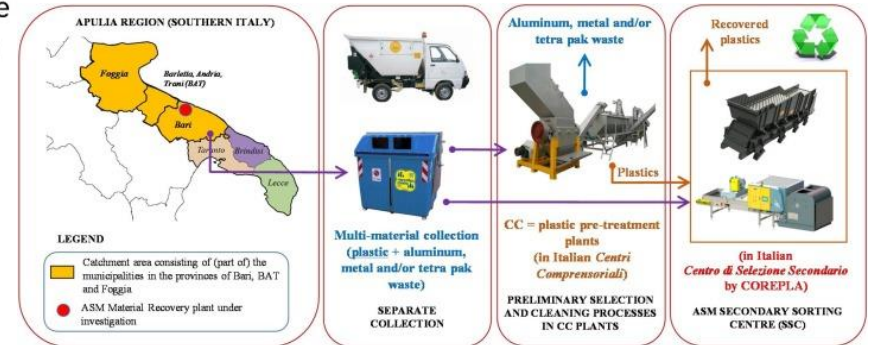 e
APULIA REGION (SOUTHERN ITALY)
Foggia
Barletta, Andria,
Trani (BAT)
Bari
Taranto
Brindisi
Lecce
LEGEND
Catchment area consisting of (part of) the
municipalities in the provinces of Bari, BAT
and Foggia
ASM Material Recovery plant under
investigation
Multi-material collection
(plastic + aluminum,
metal and/or tetra pak
waste)
SEPARATE
COLLECTION
Aluminum, metal and/or
tetra pak waste
Plastics
CC = plastic pre-treatment
plants
(in Italian Centri
Comprensoriali)
PRELIMINARY SELECTION
AND CLEANING PROCESSES
IN CC PLANTS
Recovered
plastics
(in Italian
Centro di Selezione Secondario
by COREPLA)
ASM SECONDARY SORTING
CENTRE (SSC)